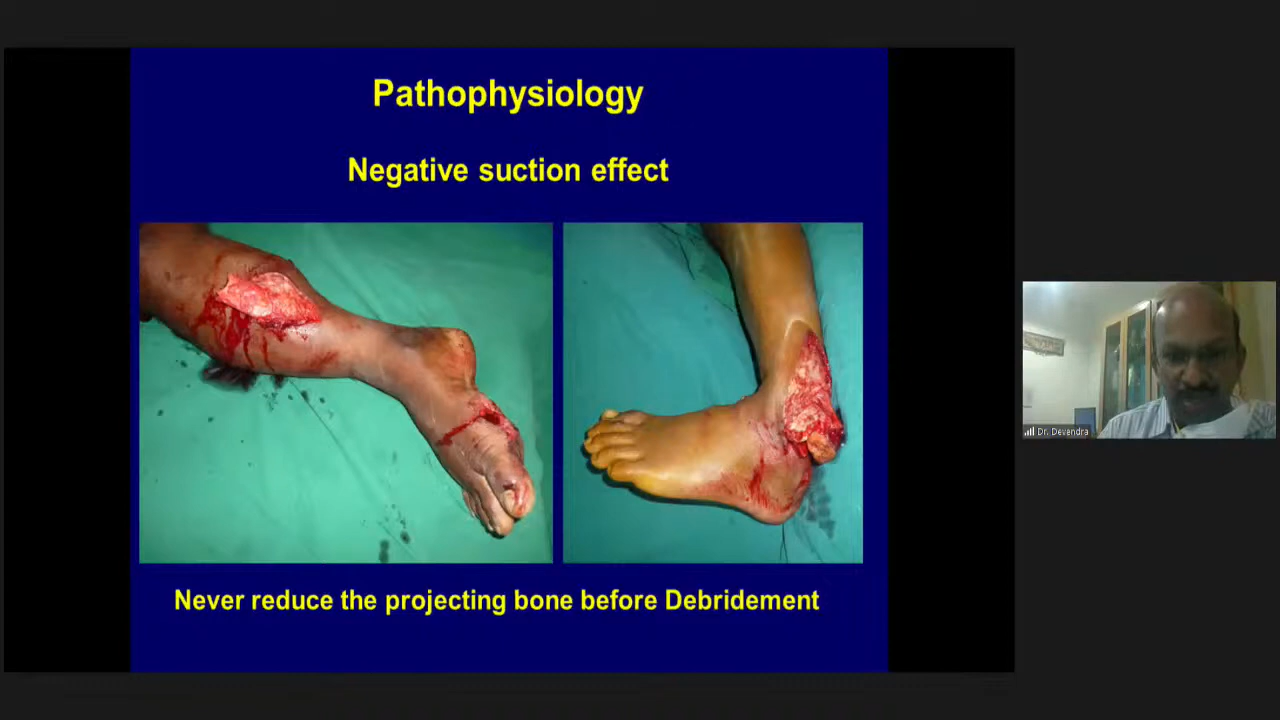 Pathophysiology
Negative suction effect
Never reduce the projecting bone before Debridement
Dr. Devendra